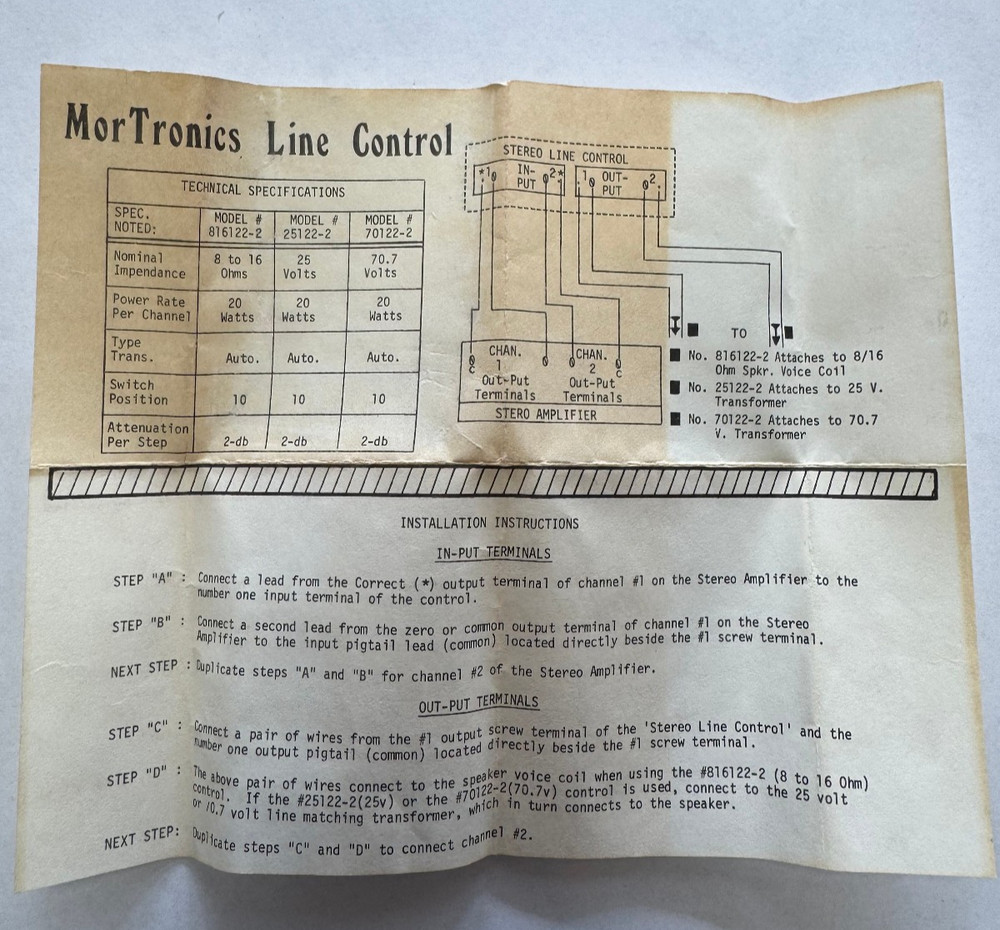 MorTronics Line Control
TECHNICAL SPECIFICATIONS
SPEC. NOTED: MODEL # 816122-2 MODEL # 25122-2 MODEL # 70122-2
Nominal Impendance 8 to 16 Ohms 25 Volts 70.7 Volts
Power Rate Per Channel 20 Watts 20 Watts 20 Watts
Type Trans. Auto. Auto. Auto.
Switch Position 10 10 10
Attenuation Per Step 2-db 2-db 2-db
STEREO LINE CONTROL
*1 IN-PUT 2* 1 OUT-PUT 2
CHAN. 1 Out-Put Terminals CHAN. 2 Out-Put Terminals
C C
STERO AMPLIFIER
TO
No. 816122-2 Attaches to 8/16
Ohm Spkr. Voice Coil
No. 25122-2 Attaches to 25 V.
Transformer
No. 70122-2 Attaches to 70.7
V. Transformer
INSTALLATION INSTRUCTIONS
IN-PUT TERMINALS
STEP "A" : Connect a lead from the Correct (*) output terminal of channel #1 on the Stereo Amplifier to the
number one input terminal of the control.
STEP "B" : Connect a second lead from the zero or common output terminal of channel #1 on the Stereo
Amplifier to the input pigtail lead (common) located directly beside the #1 screw terminal.
NEXT STEP : Duplicate steps "A" and "B" for channel #2 of the Stereo Amplifier.
OUT-PUT TERMINALS
STEP "C" : Connect a pair of wires from the #1 output screw terminal of the 'Stereo Line Control' and the
number one output pigtail (common) located directly beside the #1 screw terminal.
STEP "D" : The above pair of wires connect to the speaker voice coil when using the #816122-2 (8 to 16 Ohm)
control. If the #25122-2(25v) or the #70122-2(70.7v) control is used, connect to the 25 volt
or 70.7 volt line matching transformer, which in turn connects to the speaker.
NEXT STEP: Duplicate steps "C" and "D" to connect channel #2.